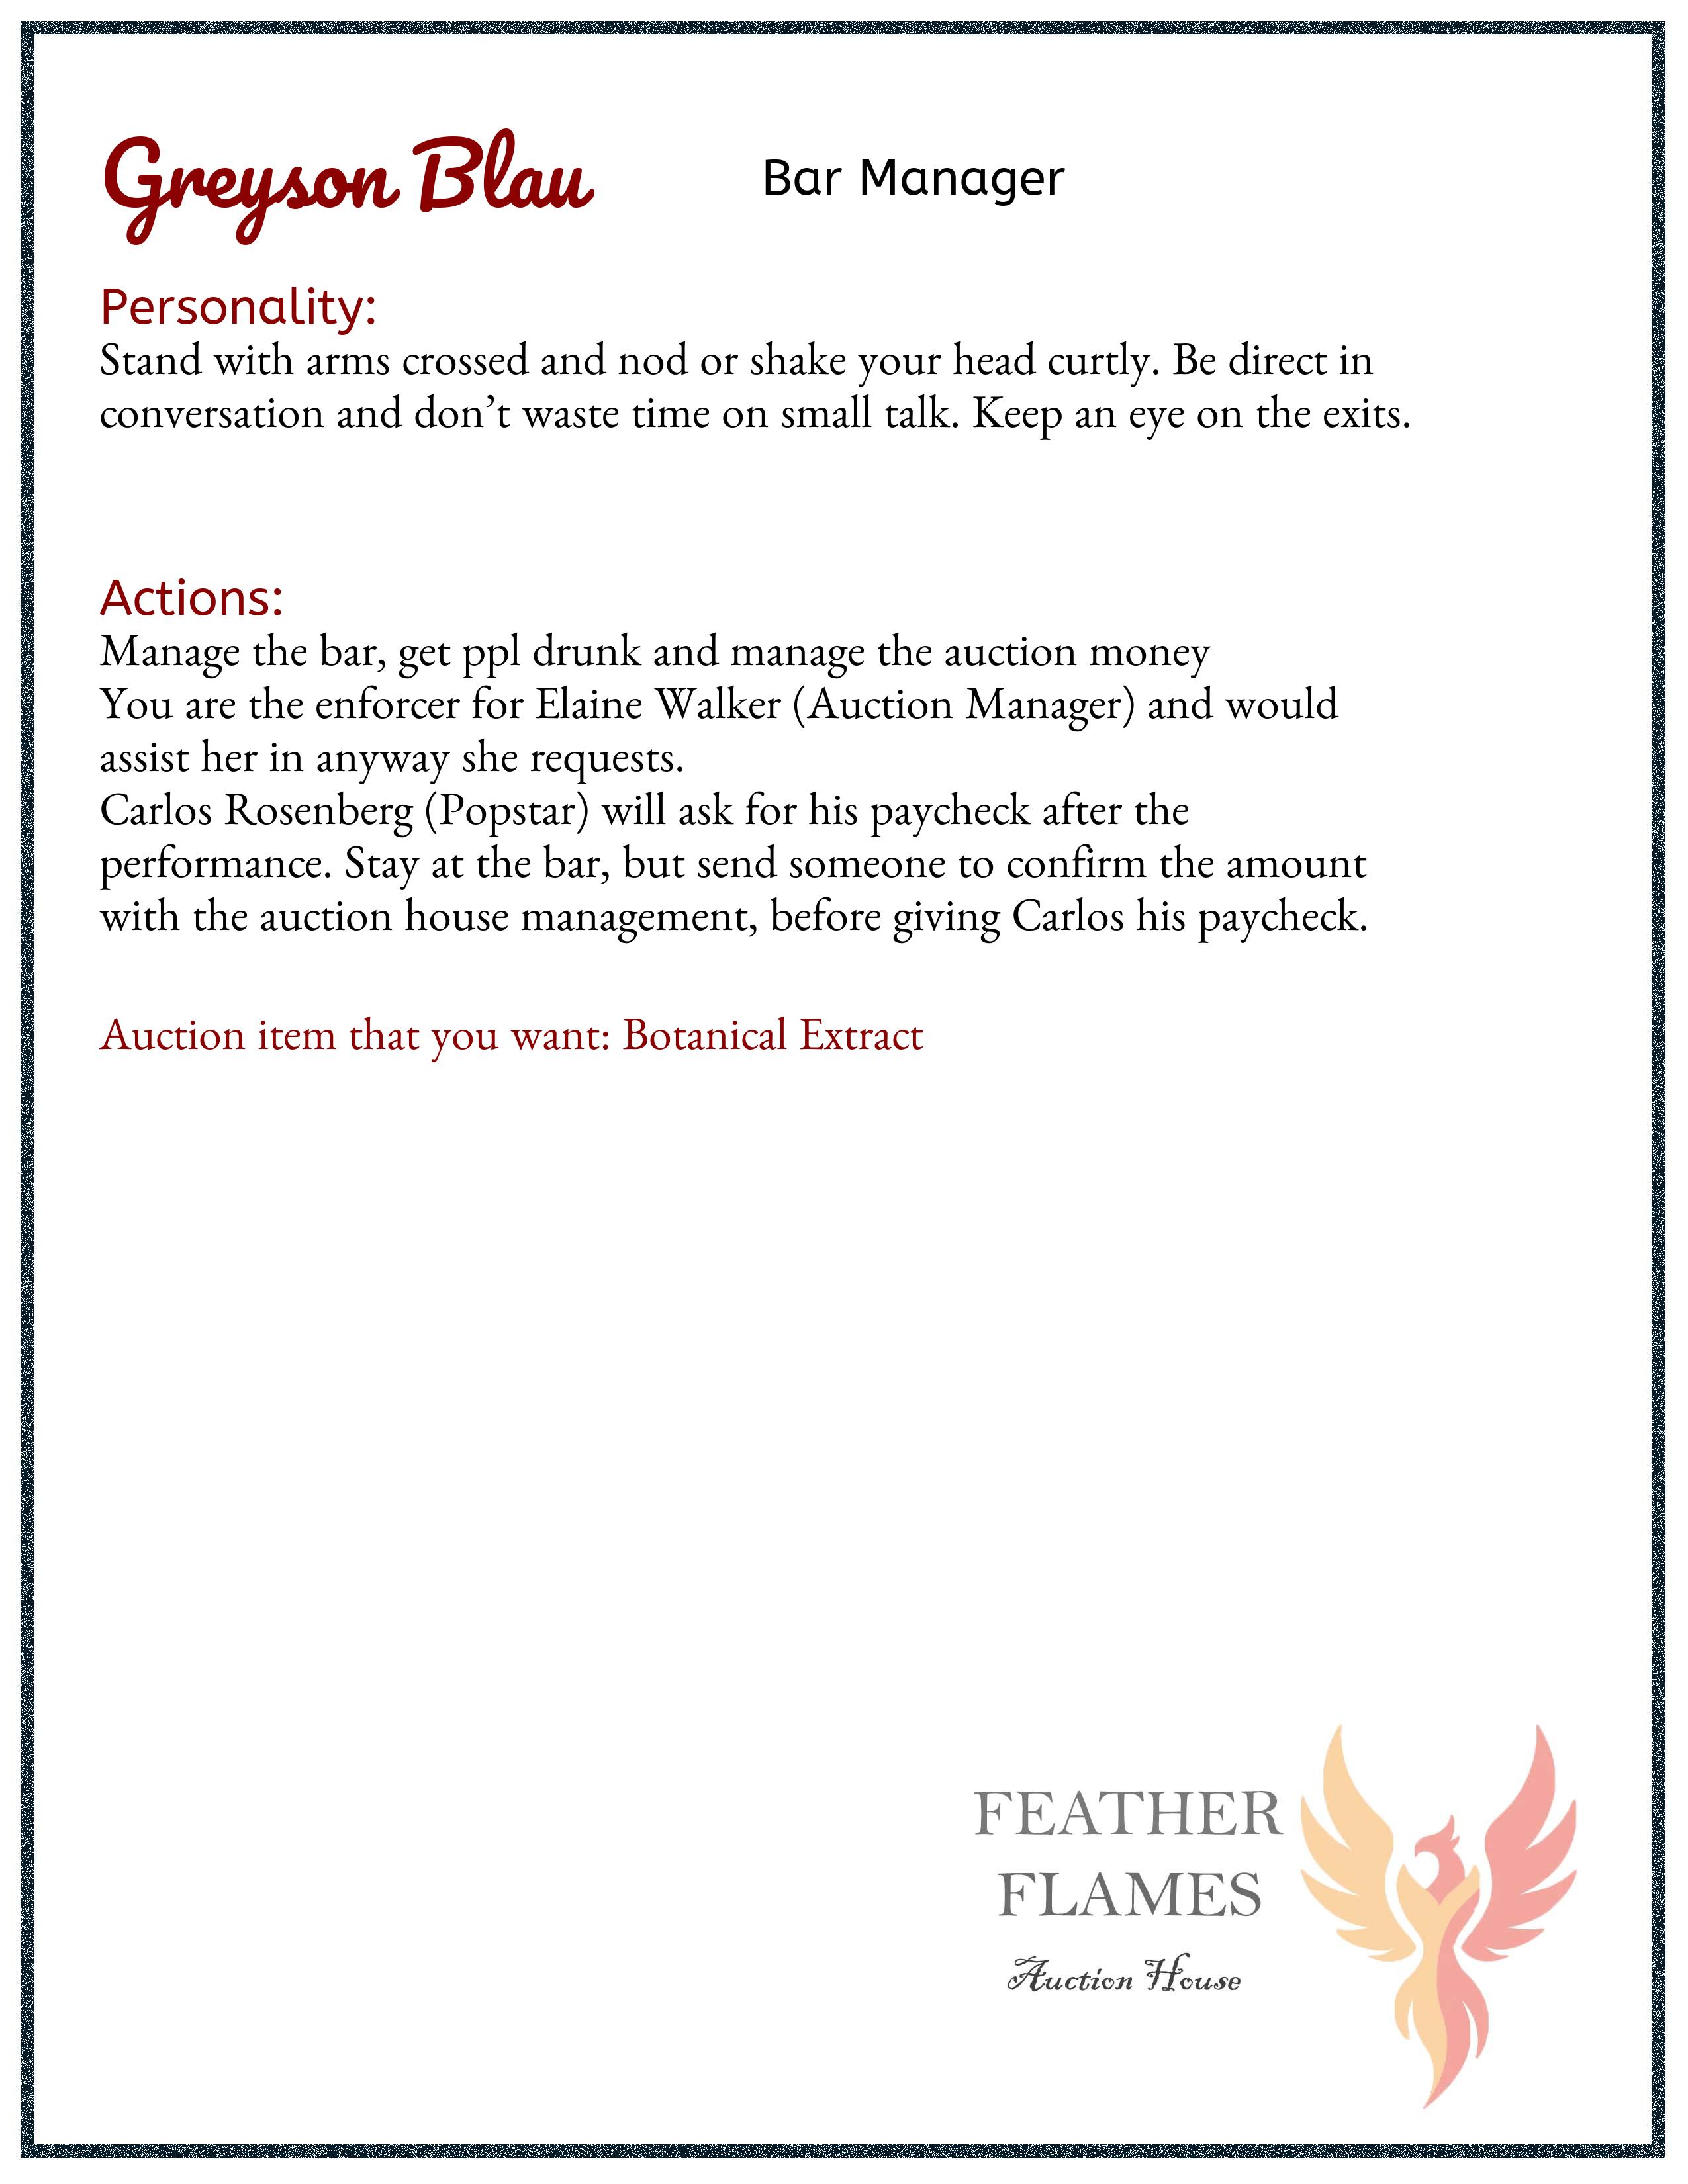 Greyson Blau
Bar Manager
Personality:
Stand with arms crossed and nod or shake your head curtly. Be direct in
conversation and don’t waste time on small talk. Keep an eye on the exits.
Actions:
Manage the bar, get ppl drunk and manage the auction money
You are the enforcer for Elaine Walker (Auction Manager) and would
assist her in anyway she requests.
Carlos Rosenberg (Popstar) will ask for his paycheck after the
performance. Stay at the bar, but send someone to confirm the amount
with the auction house management, before giving Carlos his paycheck.
Auction item that you want: Botanical Extract
FEATHER
FLAMES
Auction House